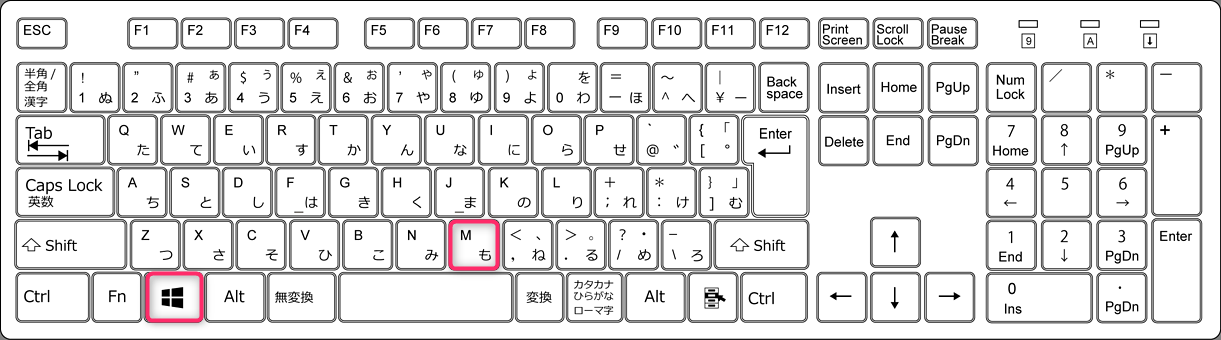 ESC F1 F2 F3 F4 F5 F6 F7 F8 F9 F10 F11 F12 Print Screen Scroll Lock Pause Break 9 A
半角/全角 漢字 ! 1 ぬ " 2 ふ # ぁ 3 あ $ ぅ 4 う % ぇ 5 え & ぉ 6 お ' ゃ 7 や ( ゅ 8 ゆ ) ょ 9 よ を 0 わ = ー ほ ~ ^ へ | ¥ ー Back space Insert Home PgUp Num Lock / * ー
Tab Q た W て E い R す T か Y ん U な I に O ら P せ ` @ ゛ { 「 [ ゜ Enter Delete End PgDn 7 Home 8 ↑ 9 PgUp +
Caps Lock 英数 A ち S と D し F _は G き H く J _ま K の L り + ; れ * : け } 」 ] む 4 ← 5 6 →
Shift Z つ X さ C そ V ひ B こ N み M も < 、 , ね > 。 . る ? ・ / め _ \ ろ Shift ↑ 1 End 2 ↓ 3 PgDn Enter
Ctrl Fn Alt 無変換 変換 カタカナ ひらがな ローマ字 Alt Ctrl ← ↓ → 0 Ins . PgDn